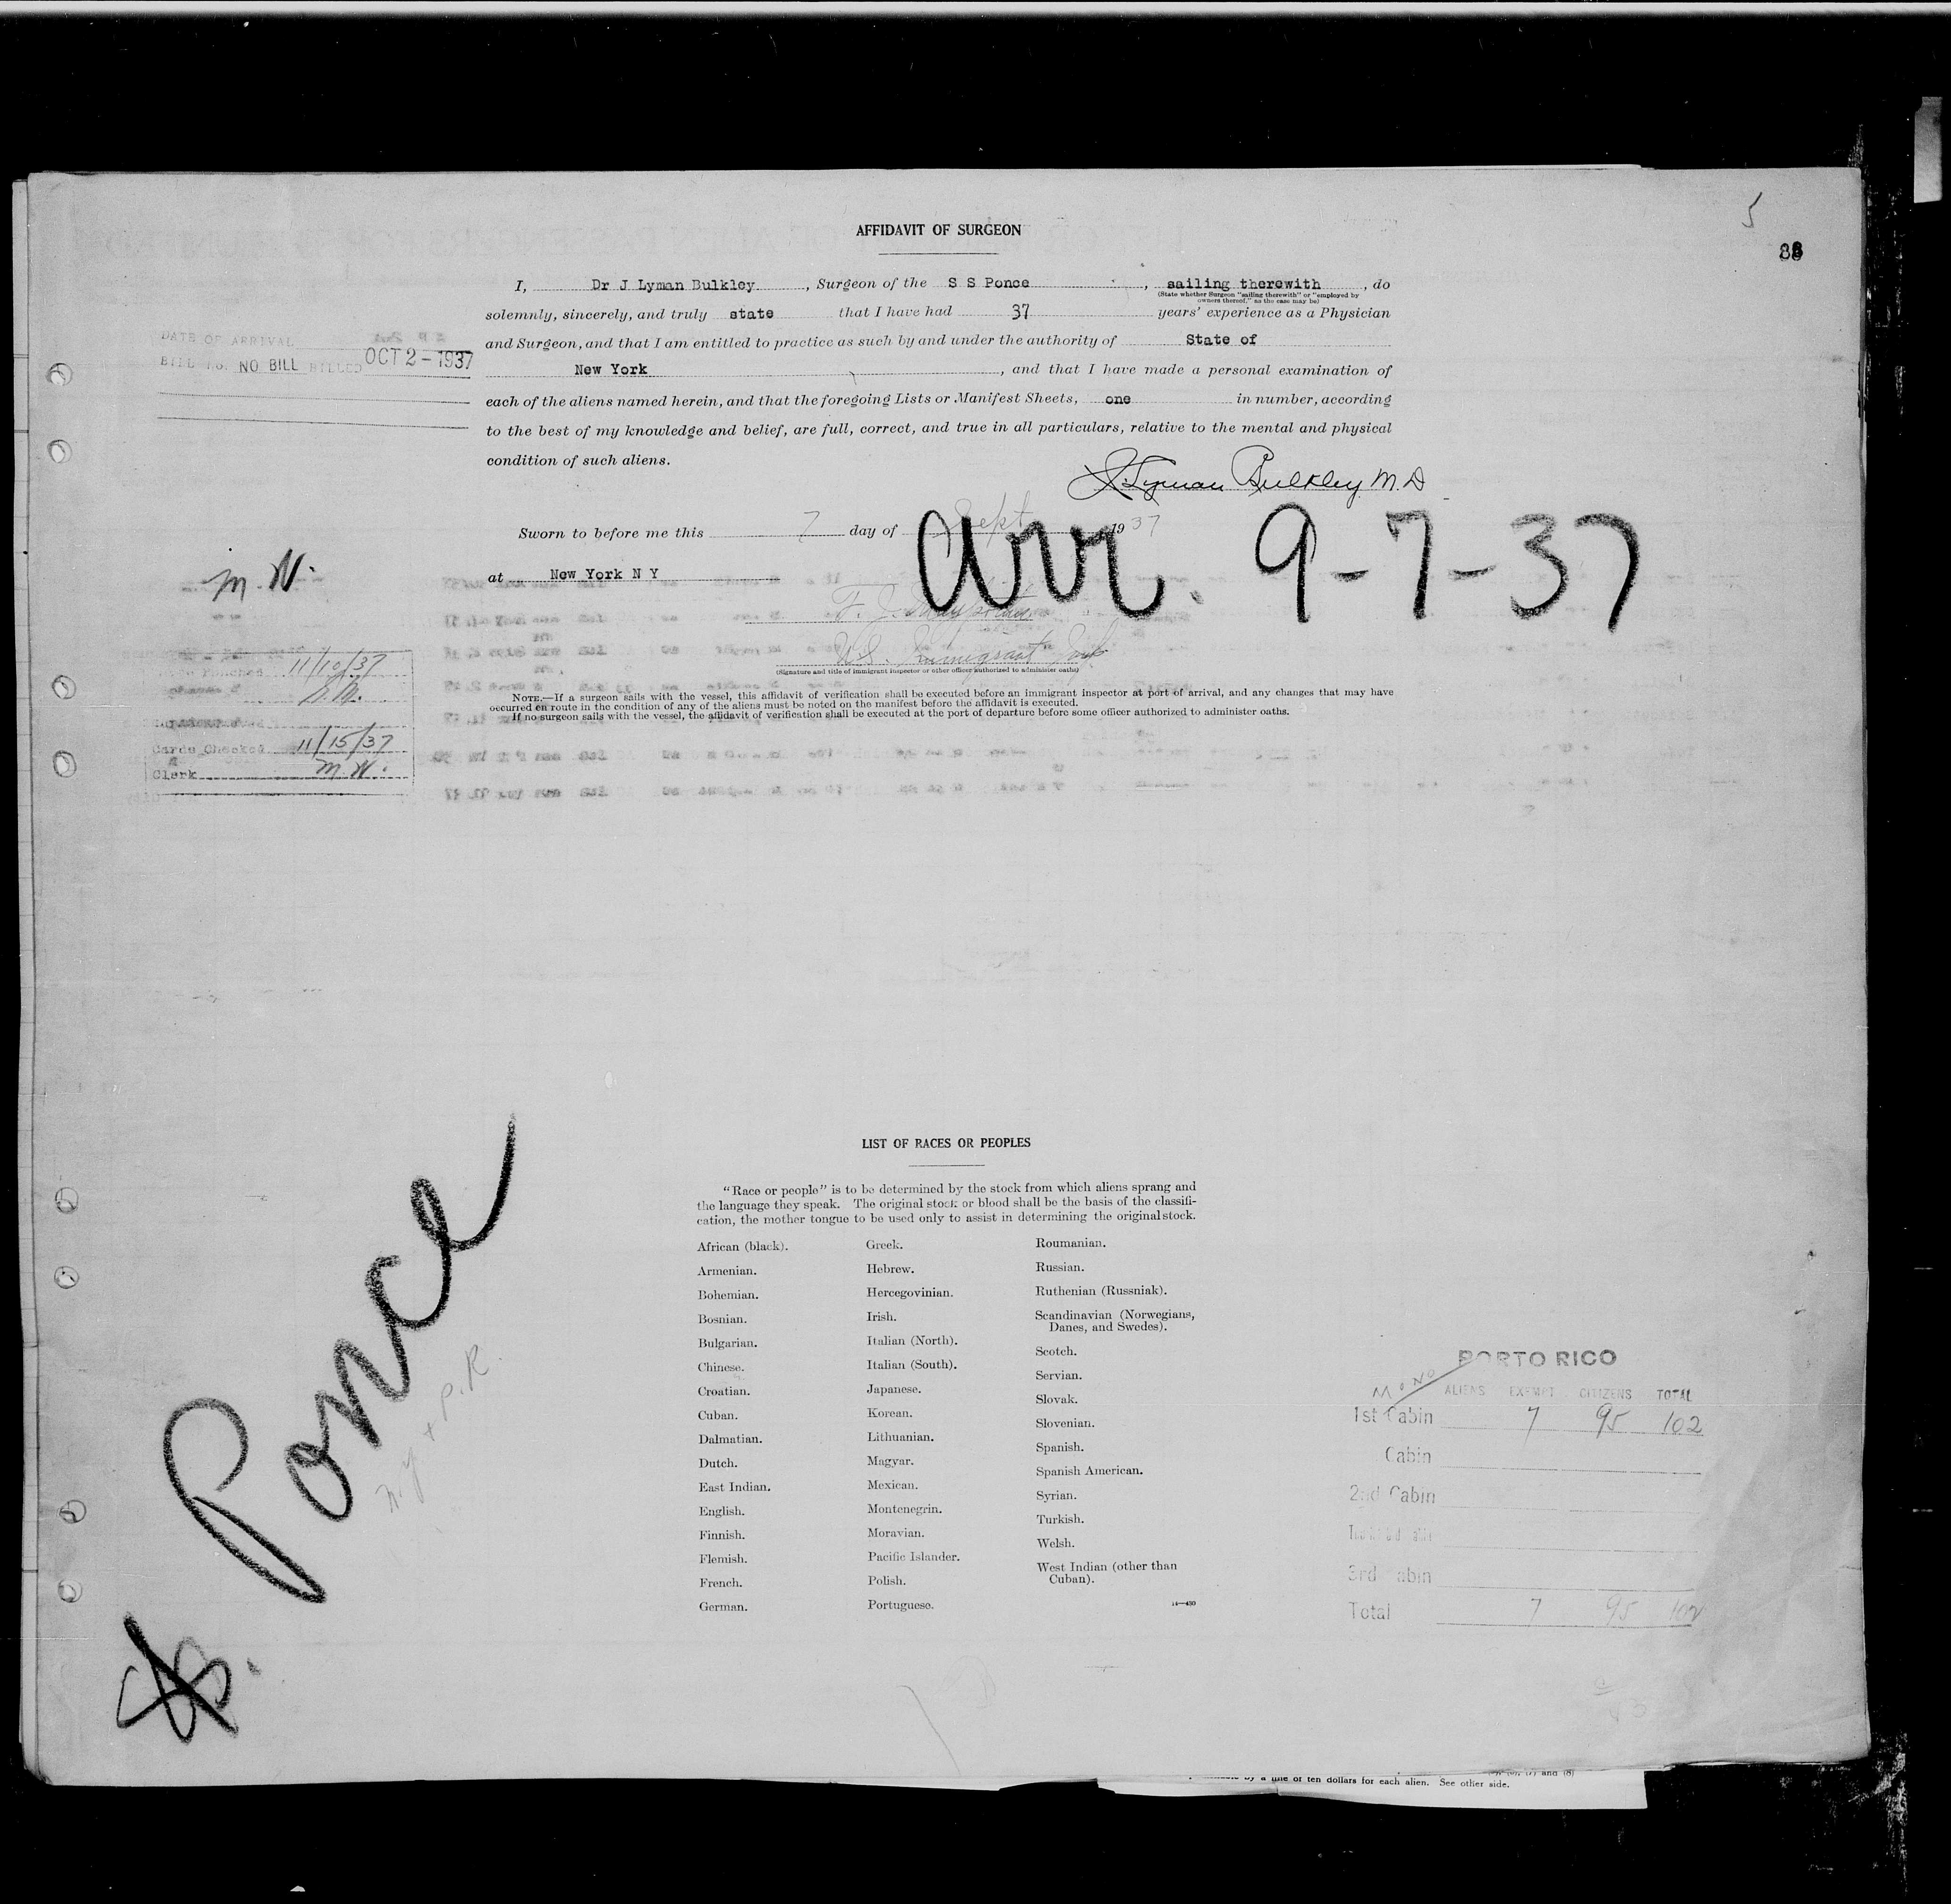 5
AFFIDAVIT OF SURGEON
I, Dr J Lyman Bulkley, Surgeon of the S S Ponce, sailing therewith, do
(State whether Surgeon "sailing therewith" or "employed by
owners thereof," as the case may be)
solemnly, sincerely, and truly state that I have had 37 years' experience as a Physician
and Surgeon, and that I am entitled to practice as such by and under the authority of State of
New York, and that I have made a personal examination of
each of the aliens named herein, and that the foregoing Lists or Manifest Sheets, one in number, according
to the best of my knowledge and belief, are full, correct, and true in all particulars, relative to the mental and physical
condition of such aliens.
J. Lyman Bulkley M.D
Sworn to before me this 7 day of Sept 1937
at New York N Y
arr. 9-7-37
U.S. Immigrant Insp
(Signature and title of immigrant inspector or other officer authorized to administer oaths)
NOTE.—If a surgeon sails with the vessel, this affidavit of verification shall be executed before an immigrant inspector at port of arrival, and any changes that may have
occurred en route in the condition of any of the aliens must be noted on the manifest before the affidavit is executed.
If no surgeon sails with the vessel, the affidavit of verification shall be executed at the port of departure before some officer authorized to administer oaths.
DATE OF ARRIVAL
BILL No. NO BILL BILLED OCT 2 - 1937
M. W.
Punched 11/10/37
Cards Checked 11/15/37
Clerk M. W.
LIST OF RACES OR PEOPLES
"Race or people" is to be determined by the stock from which aliens sprang and
the language they speak. The original stock or blood shall be the basis of the classifi-
cation, the mother tongue to be used only to assist in determining the original stock.
African (black).
Armenian.
Bohemian.
Bosnian.
Bulgarian.
Chinese.
Croatian.
Cuban.
Dalmatian.
Dutch.
East Indian.
English.
Finnish.
Flemish.
French.
German.
Greek.
Hebrew.
Hercegovinian.
Irish.
Italian (North).
Italian (South).
Japanese.
Korean.
Lithuanian.
Magyar.
Mexican.
Montenegrin.
Moravian.
Pacific Islander.
Polish.
Portuguese.
Roumanian.
Russian.
Ruthenian (Russniak).
Scandinavian (Norwegians,
Danes, and Swedes).
Scotch.
Servian.
Slovak.
Slovenian.
Spanish.
Spanish American.
Syrian.
Turkish.
Welsh.
West Indian (other than
Cuban).
14—430
SS. Ponce
N.Y + P.R.
PORTO RICO
MONO
ALIENS EXEMPT CITIZENS TOTAL
1st Cabin 7 95 102
Cabin
2nd Cabin
3rd Cabin
Total 7 95 102
by a fine of ten dollars for each alien. See other side.